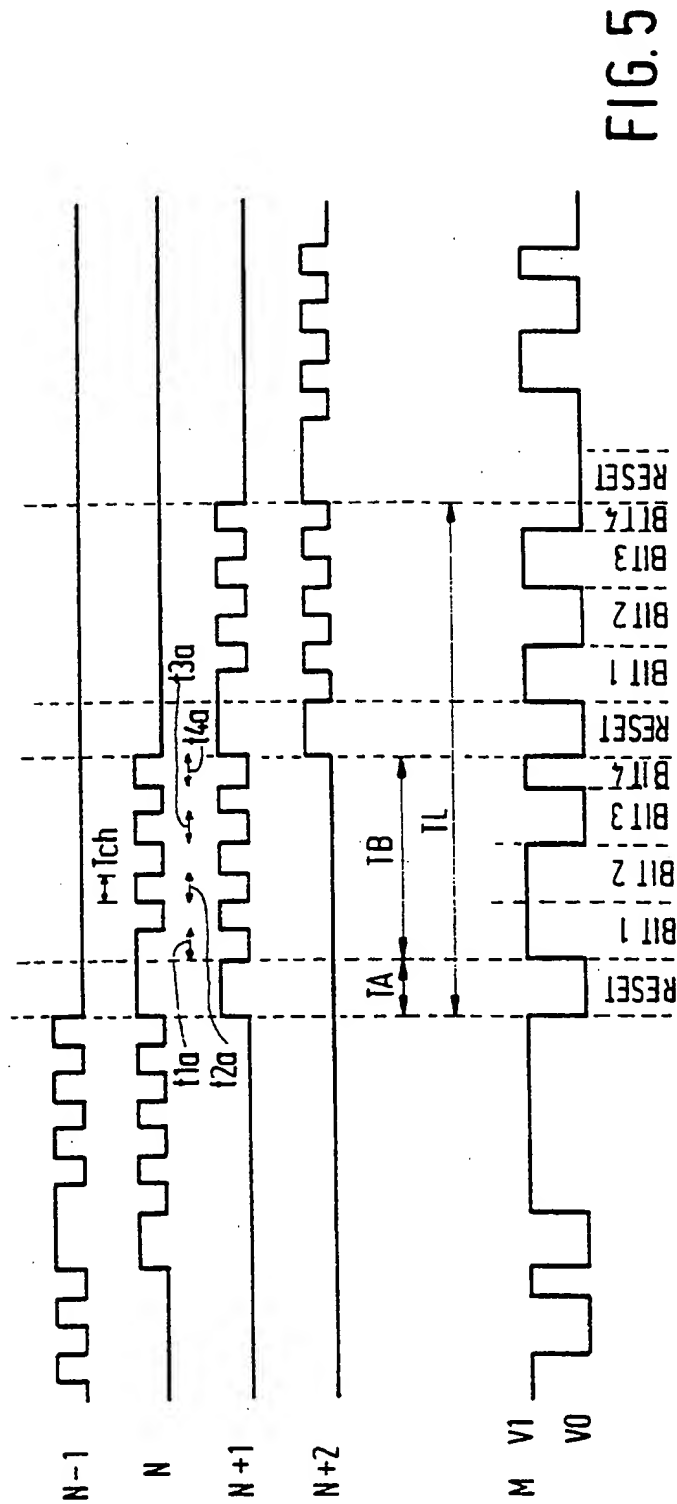 N-1
N
N+1
N+2
M V1
V0
Tch
t1a
t2a
t3a
t4a
TA
TB
TL
RESET
BIT 1
BIT 2
BIT 3
BIT 4
RESET
BIT 1
BIT 2
BIT 3
BIT 4
RESET
FIG. 5